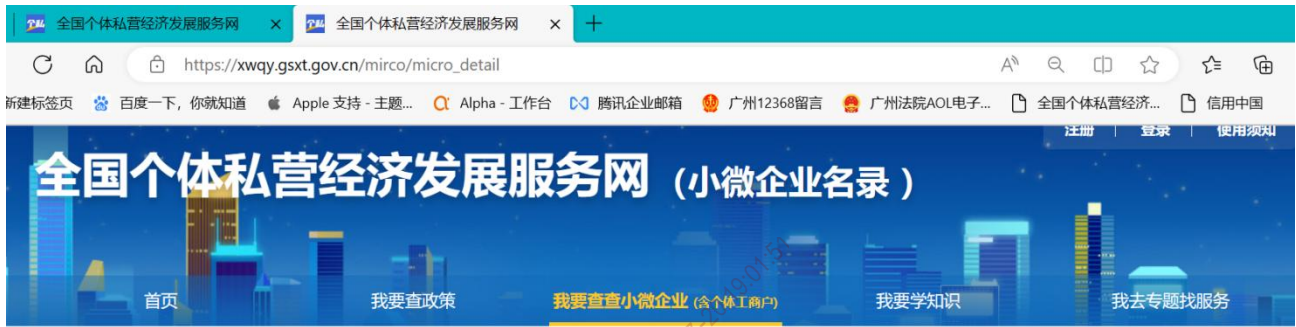 全国个体私营经济发展服务网 全国个体私营经济发展服务网
https://xwqy.gsxt.gov.cn/mirco/micro_detail
新建标签页 百度一下，你就知道 Apple 支持 - 主题... Alpha - 工作台 腾讯企业邮箱 广州12368留言 广州法院AOL电子... 全国个体私营经济... 信用中国
注册 登录 使用须知
全国个体私营经济发展服务网（小微企业名录）
首页 我要查政策 我要查查小微企业 (含个体工商户) 我要学知识 我去专题找服务